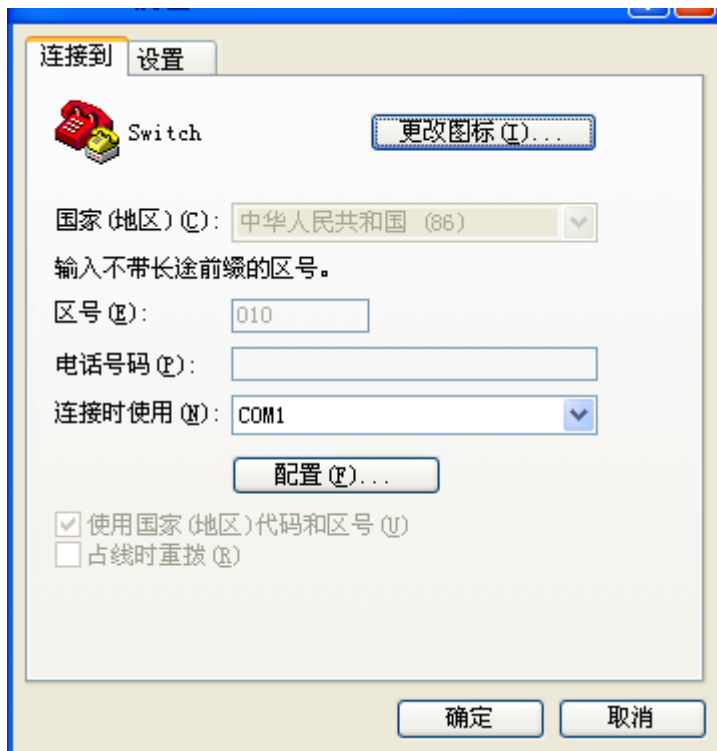 连接到 设置
Switch 更改图标(I)...
国家(地区)(C): 中华人民共和国 (86)
输入不带长途前缀的区号。
区号(E): 010
电话号码(P):
连接时使用(N): COM1
配置(F)...
使用国家(地区)代码和区号(U)
占线时重拨(R)
确定 取消